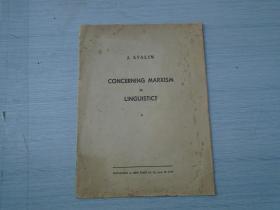 J. STALIN
CONCERNING MARXISM
IN
LINGUISTICS